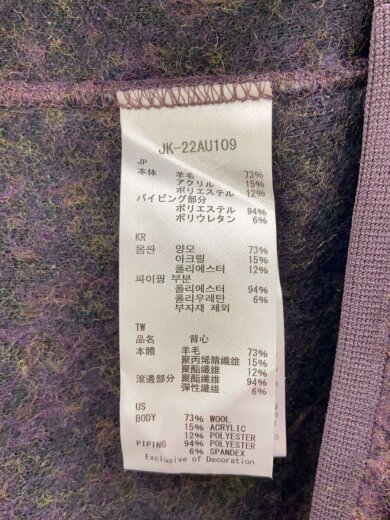 JK-22AU109
JP
本体 羊毛 73%
アクリル 15%
ポリエステル 12%
パイピング部分
ポリエステル 94%
ポリウレタン 6%
KR
몸판 양모 73%
아크릴 15%
폴리에스터 12%
파이핑 부분
폴리에스터 94%
폴리우레탄 6%
부자재 제외
TW
品名 背心
本體 羊毛 73%
聚丙烯腈纖維 15%
聚酯纖維 12%
滾邊部分 聚酯纖維 94%
彈性纖維 6%
US
BODY 73% WOOL
15% ACRYLIC
12% POLYESTER
PIPING 94% POLYESTER
6% SPANDEX
Exclusive of Decoration